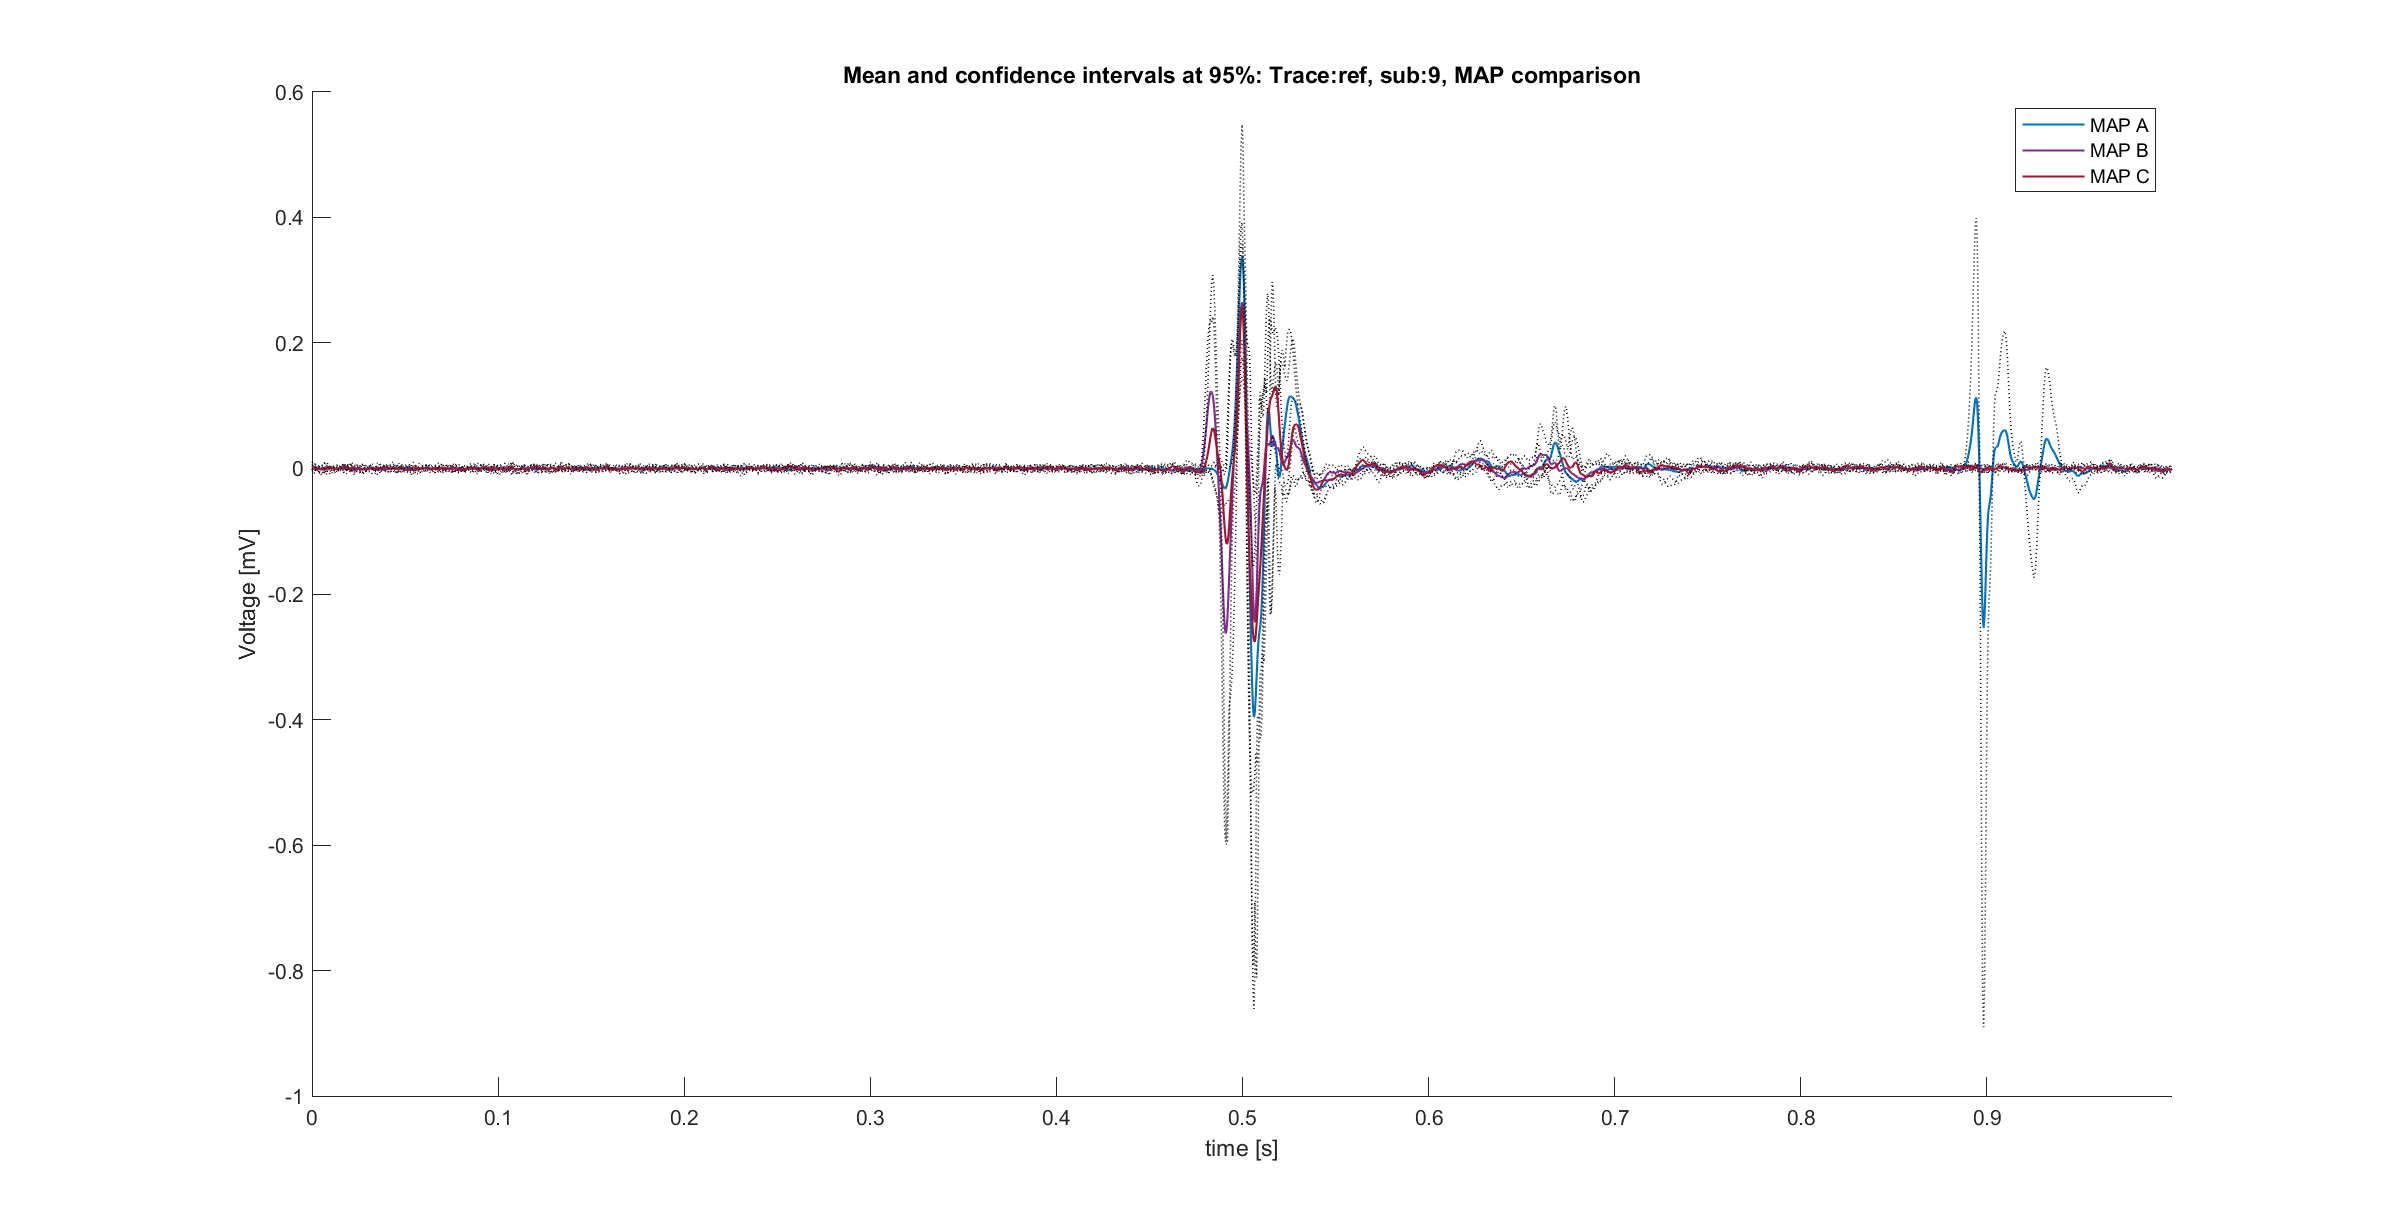 Mean and confidence intervals at 95%: Trace:ref, sub:9, MAP comparison
MAP A
MAP B
MAP C
0.6
0.4
0.2
0
-0.2
-0.4
-0.6
-0.8
-1
Voltage [mV]
0 0.1 0.2 0.3 0.4 0.5 0.6 0.7 0.8 0.9
time [s]